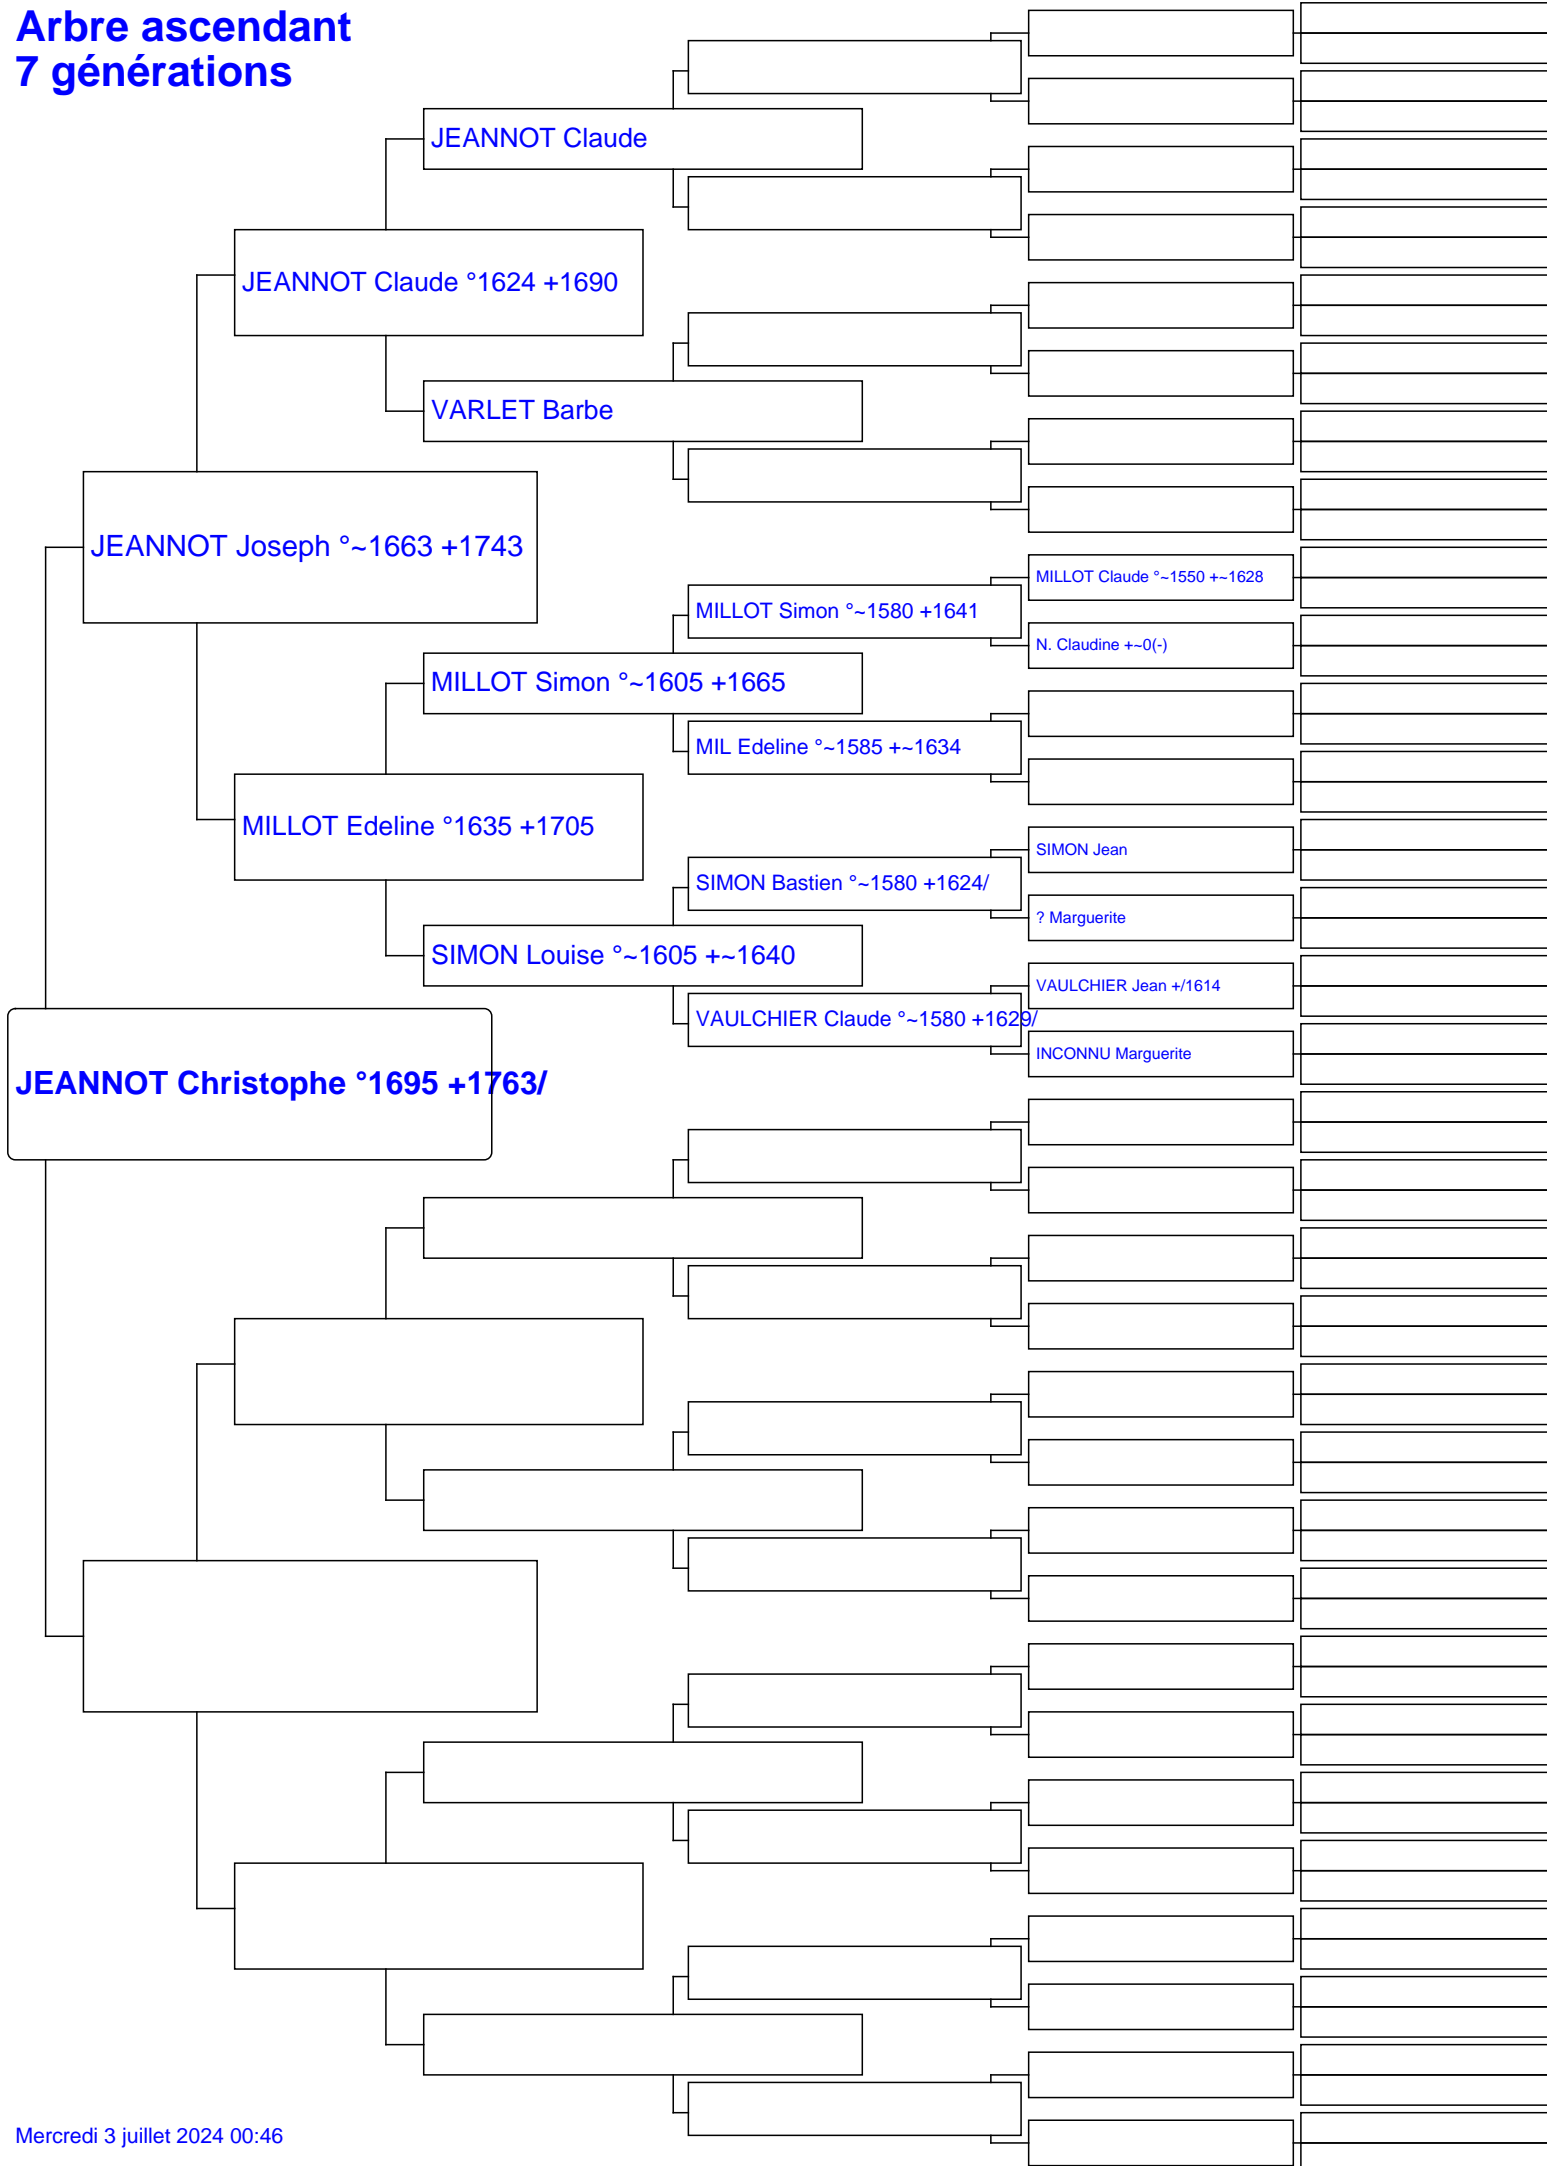 Arbre ascendant
7 générations
JEANNOT Claude
JEANNOT Claude °1624 +1690
VARLET Barbe
JEANNOT Joseph °~1663 +1743
MILLOT Claude °~1550 +~1628
MILLOT Simon °~1580 +1641
N. Claudine +~0(-)
MILLOT Simon °~1605 +1665
MIL Edeline °~1585 +~1634
MILLOT Edeline °1635 +1705
SIMON Jean
SIMON Bastien °~1580 +1624/
? Marguerite
SIMON Louise °~1605 +~1640
VAULCHIER Jean +/1614
VAULCHIER Claude °~1580 +1629/
INCONNU Marguerite
JEANNOT Christophe °1695 +1763/
Mercredi 3 juillet 2024 00:46